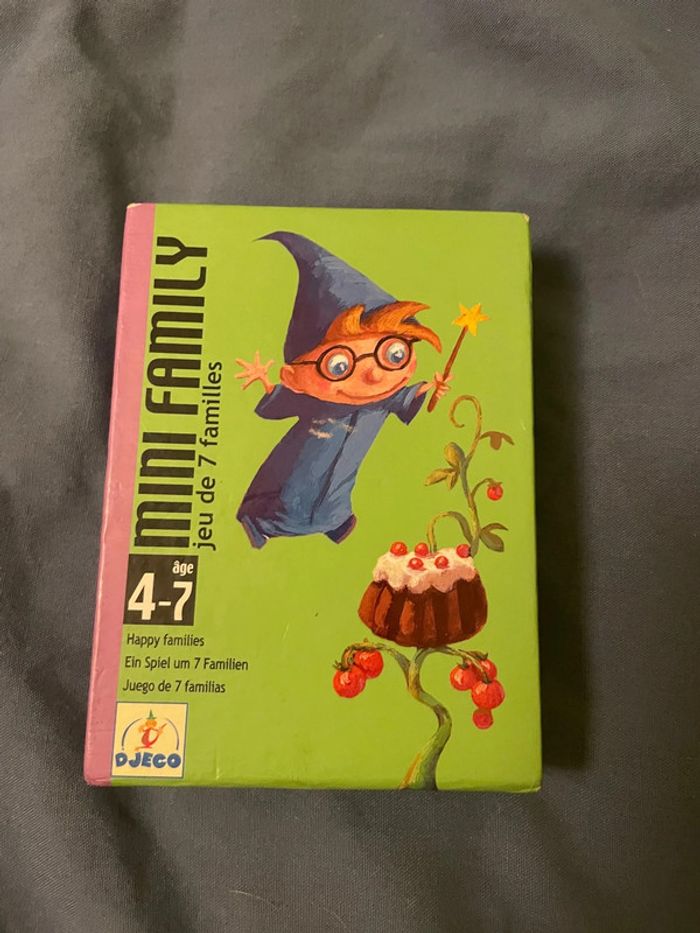 MINI FAMILY
jeu de 7 familles
âge
4-7
Happy families
Ein Spiel um 7 Familien
Juego de 7 familias
DJECO